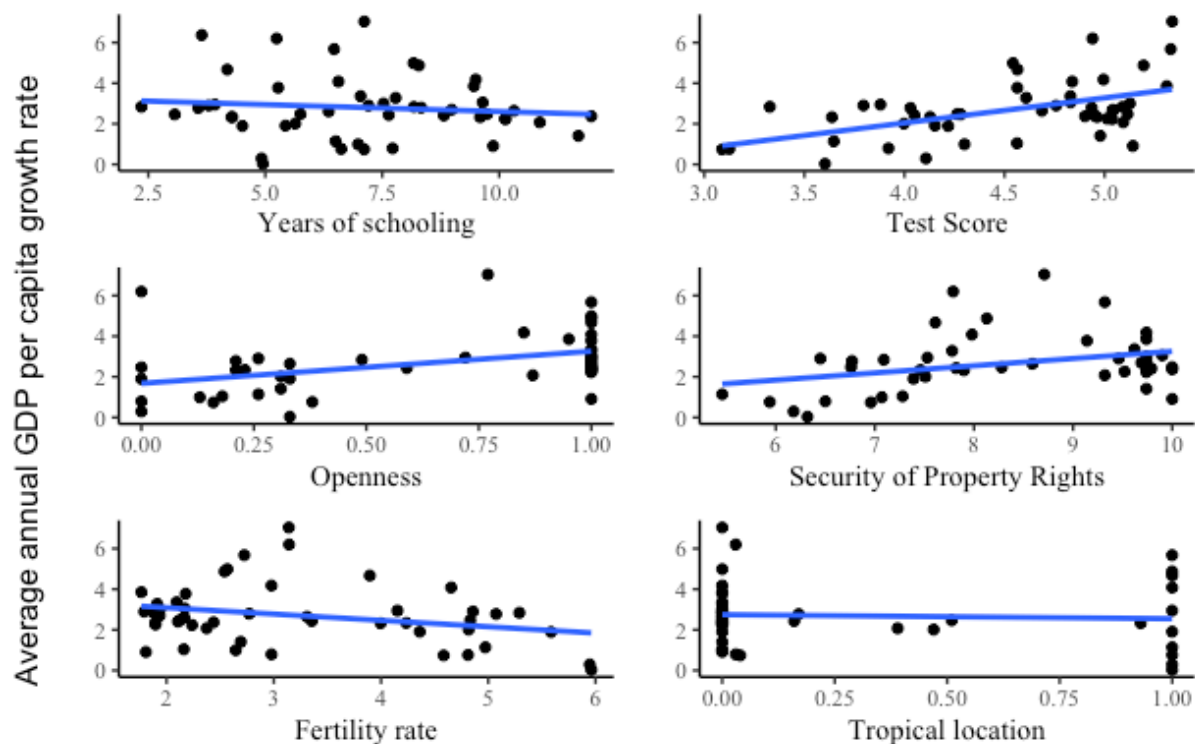 Average annual GDP per capita growth rate
6
4
2
0
2.5 5.0 7.5 10.0
Years of schooling
6
4
2
0
3.0 3.5 4.0 4.5 5.0
Test Score
6
4
2
0
0.00 0.25 0.50 0.75 1.00
Openness
6
4
2
0
6 7 8 9 10
Security of Property Rights
6
4
2
0
2 3 4 5 6
Fertility rate
6
4
2
0
0.00 0.25 0.50 0.75 1.00
Tropical location